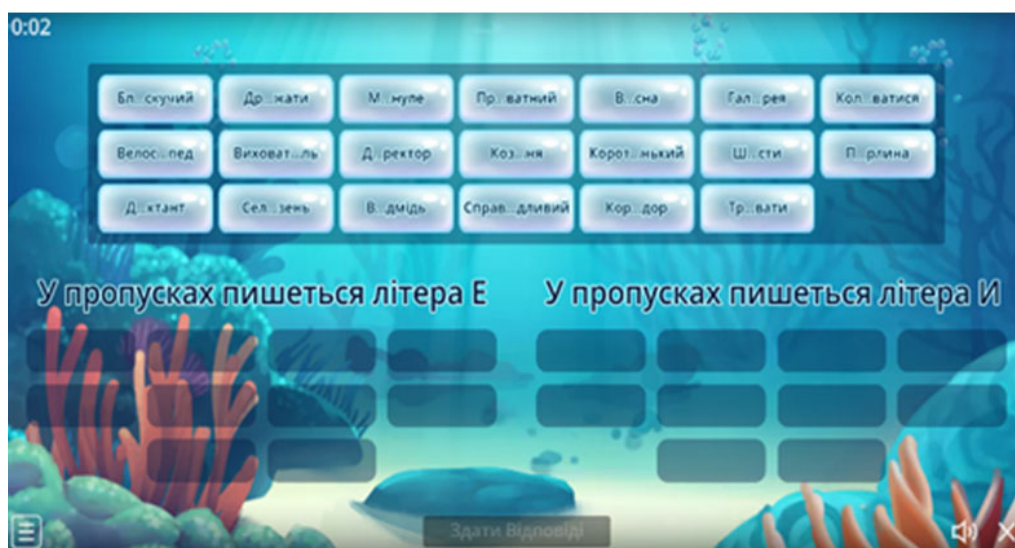 0:02
Бл...скучий Др...жати М...нуле Пр...ватний В...сна Гал...рея Кол...ватися
Велос...пед Виховат...ль Д...ректор Коз...ня Корот...нький Ш...сти П...рлина
Д...ктант Сел...зень В...дмідь Справ...дливий Кор...дор Тр...вати
У пропусках пишеться літера Е У пропусках пишеться літера И
Здати Відповіді